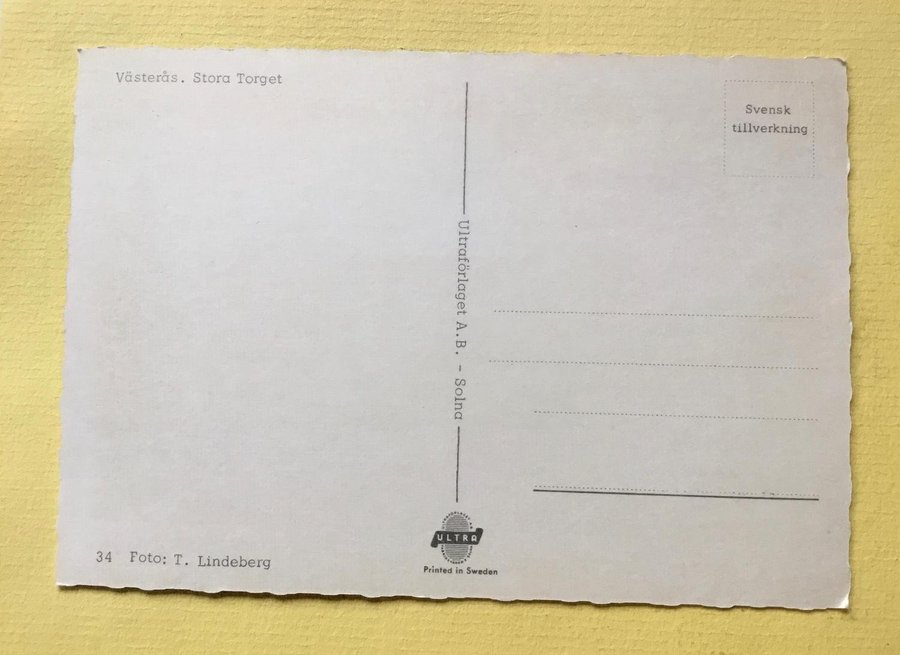 Västerås. Stora Torget
Svensk
tillverkning
Ultraförlaget A.B. - Solna
ULTRA
Printed in Sweden
34 Foto: T. Lindeberg